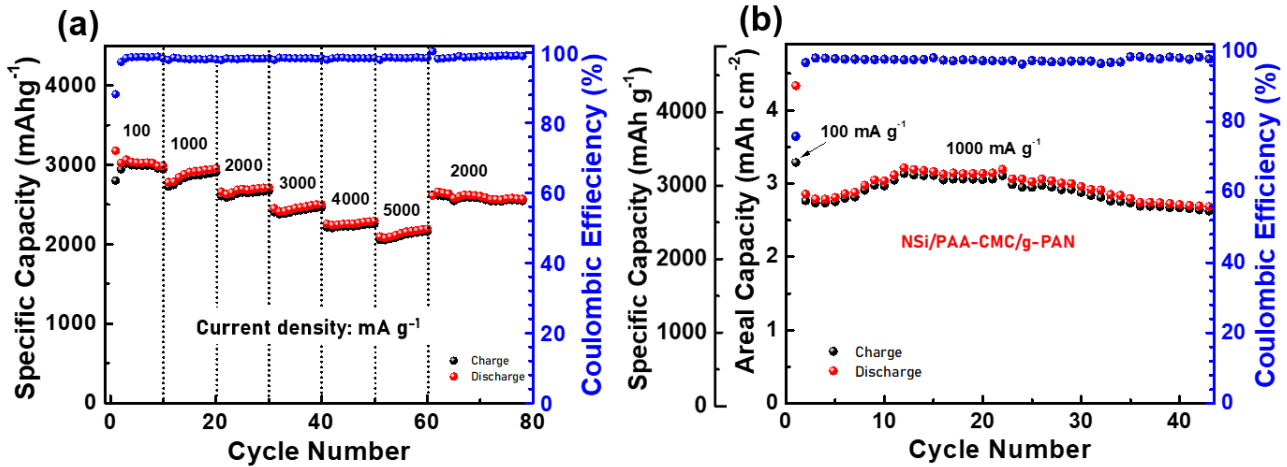 (a)
Specific Capacity (mAhg-1)
4000
3000
2000
1000
0
100
1000
2000
3000
4000
5000
2000
Current density: mA g-1
Charge
Discharge
0
20
40
60
80
Cycle Number
100
80
60
40
20
0
Coulombic Effieciency (%)
(b)
Specific Capacity (mAh g-1)
4000
3000
2000
1000
0
Areal Capacity (mAh cm-2)
4
3
2
1
0
100 mA g-1
1000 mA g-1
NSi/PAA-CMC/g-PAN
Charge
Discharge
0
10
20
30
40
Cycle Number
100
80
60
40
20
0
Coulombic Efficiency (%)